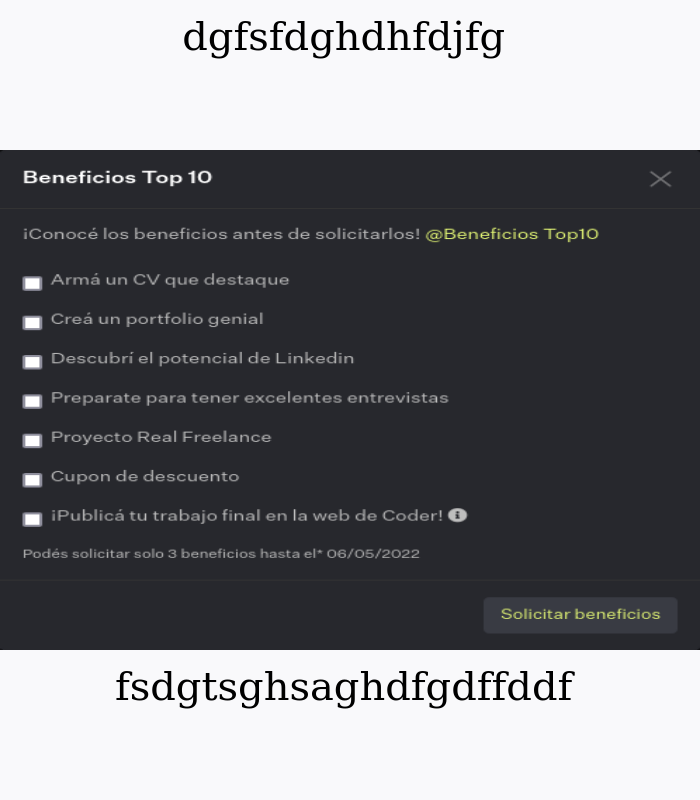 dgfsfdghdhfdjfg
Beneficios Top 10
¡Conocé los beneficios antes de solicitarlos! @Beneficios Top10
Armá un CV que destaque
Creá un portfolio genial
Descubrí el potencial de Linkedin
Preparate para tener excelentes entrevistas
Proyecto Real Freelance
Cupon de descuento
¡Publicá tu trabajo final en la web de Coder!
Podés solicitar solo 3 beneficios hasta el* 06/05/2022
Solicitar beneficios
fsdgtsghsaghdfgdffddf